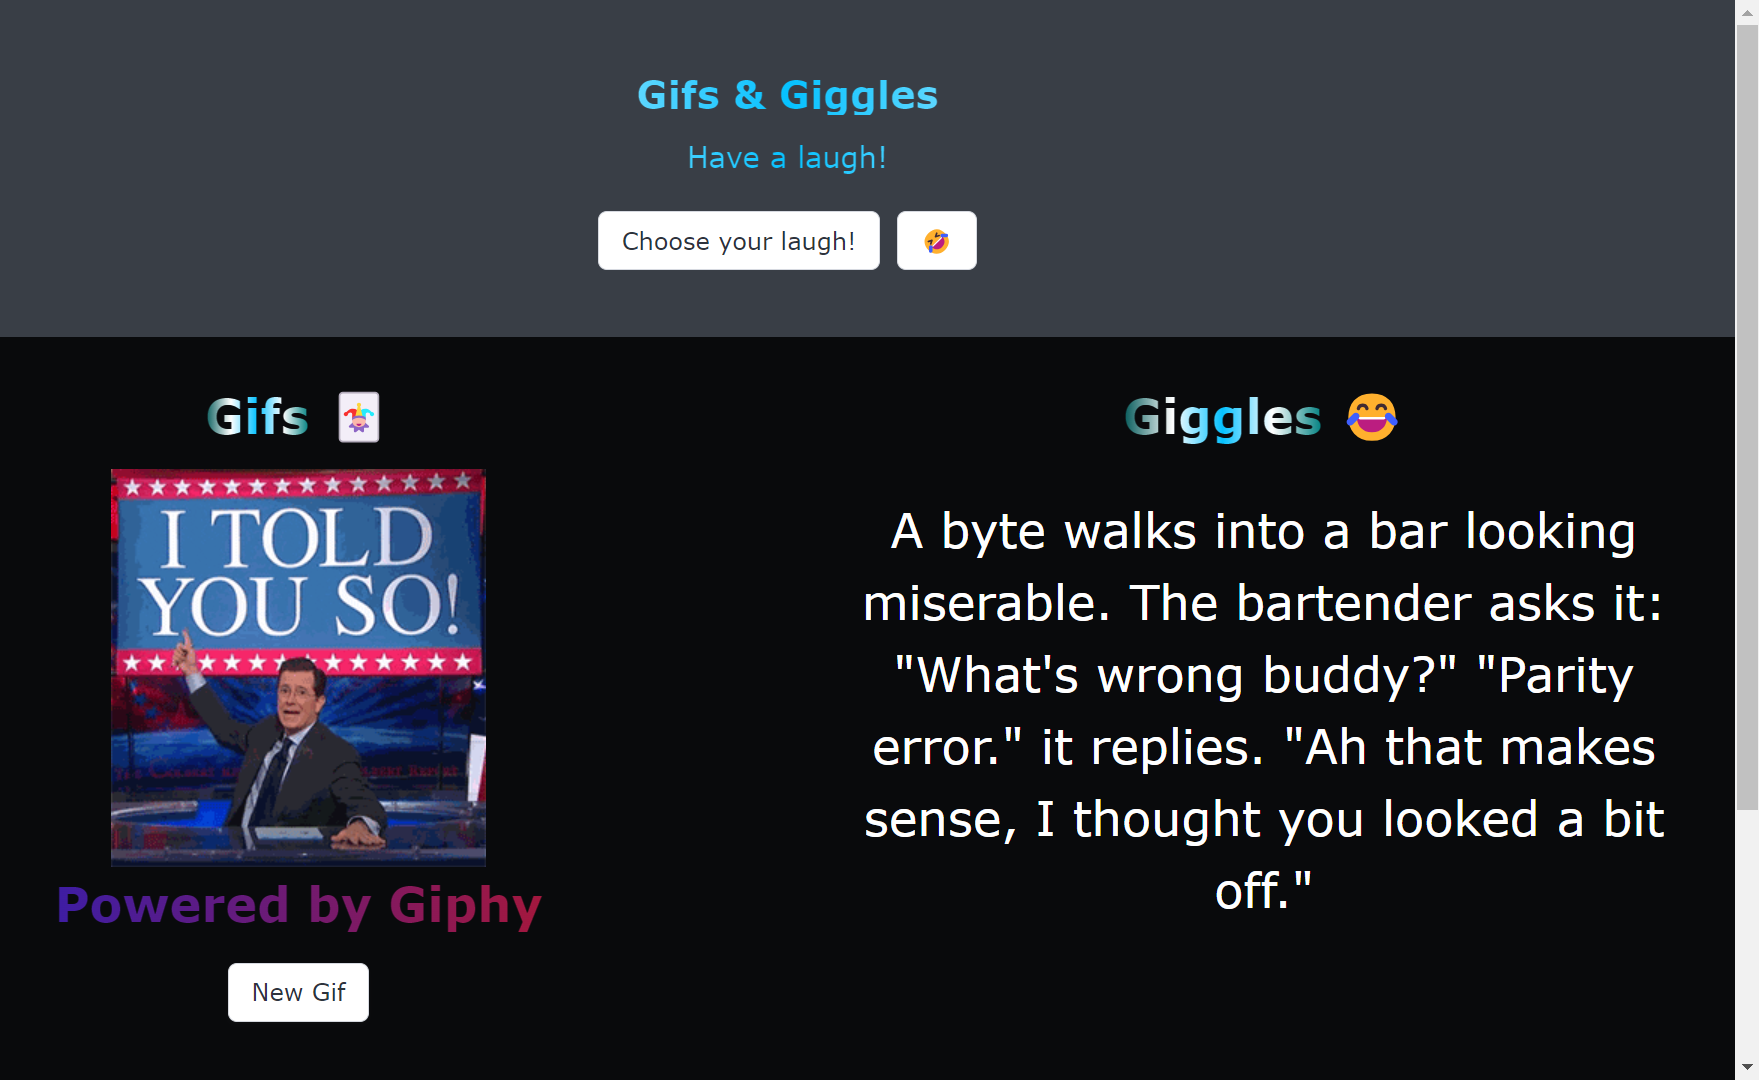 Gifs & Giggles
Have a laugh!
Choose your laugh!
Gifs
I TOLD
YOU SO!
Powered by Giphy
New Gif
Giggles
A byte walks into a bar looking
miserable. The bartender asks it:
"What's wrong buddy?" "Parity
error." it replies. "Ah that makes
sense, I thought you looked a bit
off."